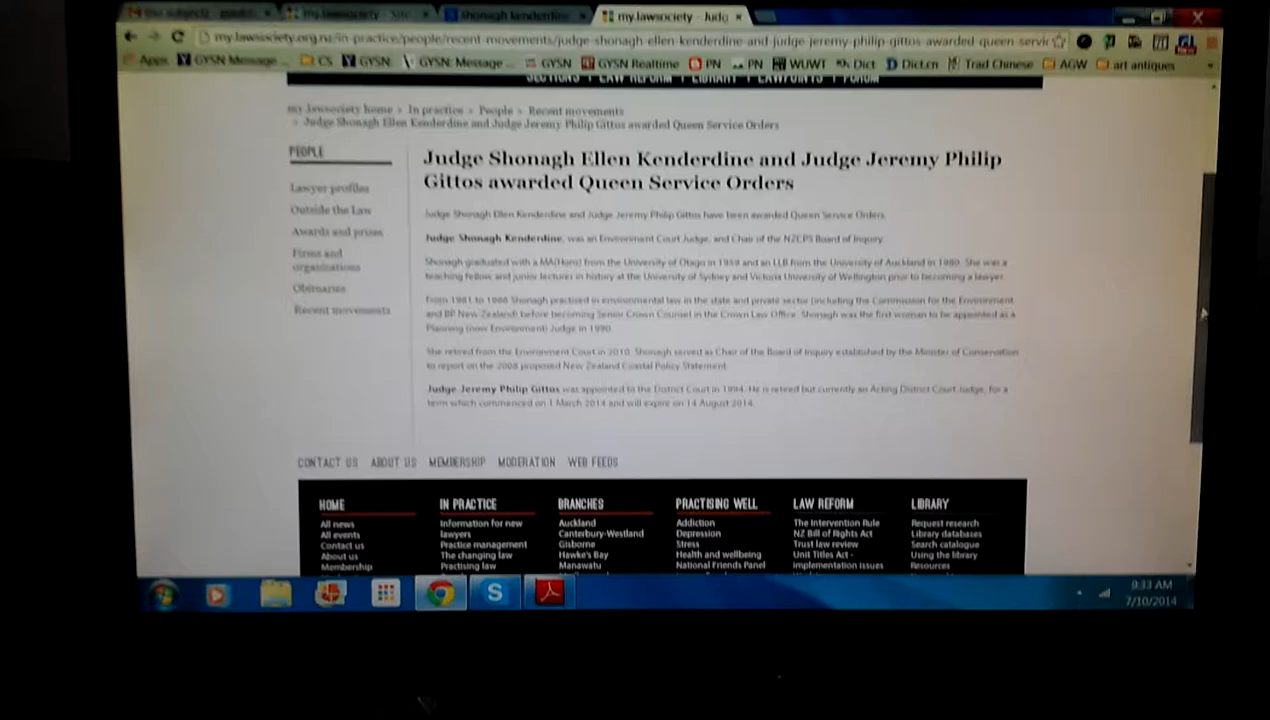 my.lawsociety - Site
shonagh kenderdine
my.lawsociety - Judg
my.lawsociety.org.nz/in-practice/people/recent-movements/judge-shonagh-ellen-kenderdine-and-judge-jeremy-philip-gittos-awarded-queen-servic
Apps GYSN Message ... CS GYSN GYSN: Message ... GYSN Realtime PN PN WUWT Dict Dict.cn Trad Chinese AGW art antiques
SECTIONS | LAW REFORM | LIBRARY | LAWPOINTS | FORUM
my.lawsociety home > In practice > People > Recent movements
> Judge Shonagh Ellen Kenderdine and Judge Jeremy Philip Gittos awarded Queen Service Orders
PEOPLE
Lawyer profiles
Outside the Law
Awards and prizes
Firms and
organisations
Obituaries
Recent movements
Judge Shonagh Ellen Kenderdine and Judge Jeremy Philip
Gittos awarded Queen Service Orders
Judge Shonagh Ellen Kenderdine and Judge Jeremy Philip Gittos have been awarded Queen Service Orders.
Judge Shonagh Kenderdine, was an Environment Court Judge, and Chair of the NZCPS Board of Inquiry.
Shonagh graduated with a MA(Hons) from the University of Otago in and an LLB from the University of Auckland in 1980. She was a
teaching fellow and junior lecturer in history at the University of Sydney and Victoria University of Wellington prior to becoming a lawyer.
From 1981 to Shonagh practised in environmental law in the state and private sector (including the Commission for the Environment
and BP New Zealand) before becoming Senior Crown Counsel in the Crown Law Office. Shonagh was the first woman to be appointed as a
Planning (now Environment) Judge in 1990.
She retired from the Environment Court in 2010. Shonagh served as Chair of the Board of Inquiry established by the Minister of Conservation
to report on the 2008 proposed New Zealand Coastal Policy Statement.
Judge Jeremy Philip Gittos was appointed to the District Court in 1994. He is retired but currently an Acting District Court Judge, for a
term which commenced on 1 March 2014 and will expire on 14 August 2014.
CONTACT US ABOUT US MEMBERSHIP MODERATION WEB FEEDS
HOME
All news
All events
Contact us
About us
Membership
IN PRACTICE
Information for new
lawyers
Practice management
The changing law
Practising law
BRANCHES
Auckland
Canterbury-Westland
Gisborne
Hawke's Bay
Manawatu
PRACTISING WELL
Addiction
Depression
Stress
Health and wellbeing
National Friends Panel
LAW REFORM
The Intervention Rule
NZ Bill of Rights Act
Trust law review
Unit Titles Act -
implementation issues
LIBRARY
Request research
Library databases
Search catalogue
Using the library
Resources
9:33 AM
7/10/2014